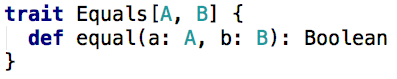 trait Equals[A, B] {
  def equal(a: A, b: B): Boolean
}